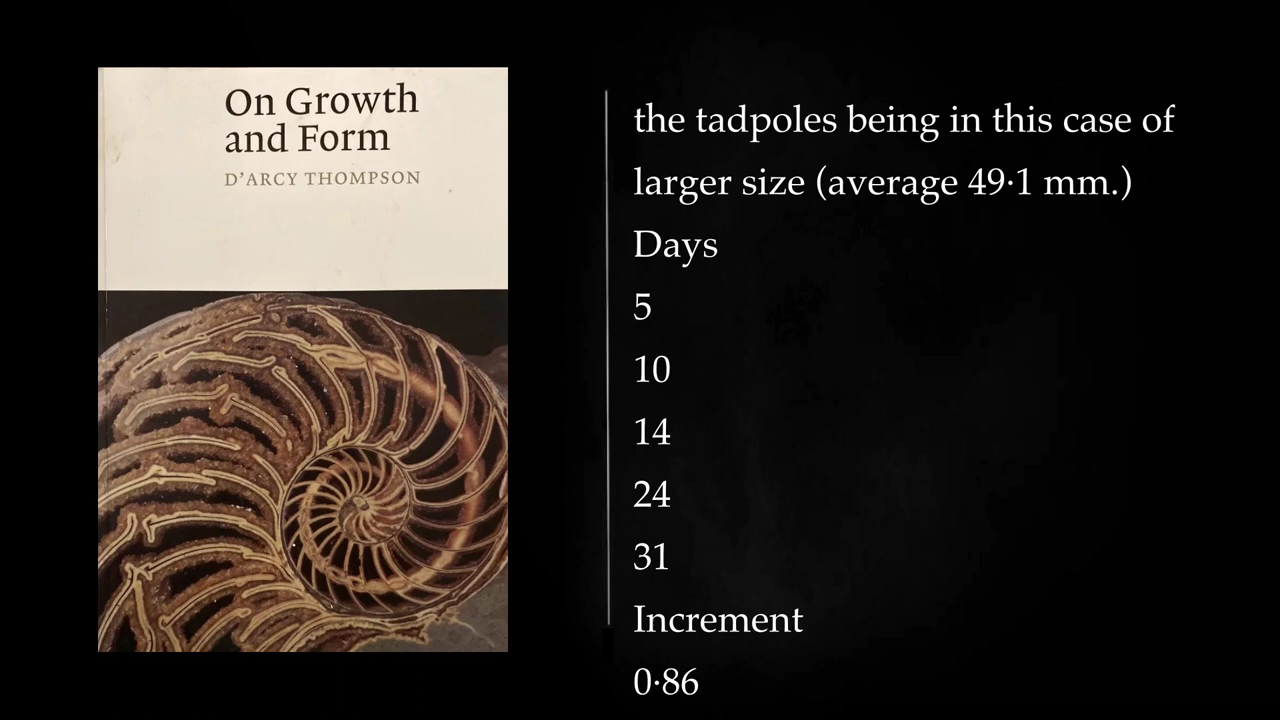 On Growth
and Form
D'ARCY THOMPSON
the tadpoles being in this case of
larger size (average 49·1 mm.)
Days
5
10
14
24
31
Increment
0·86